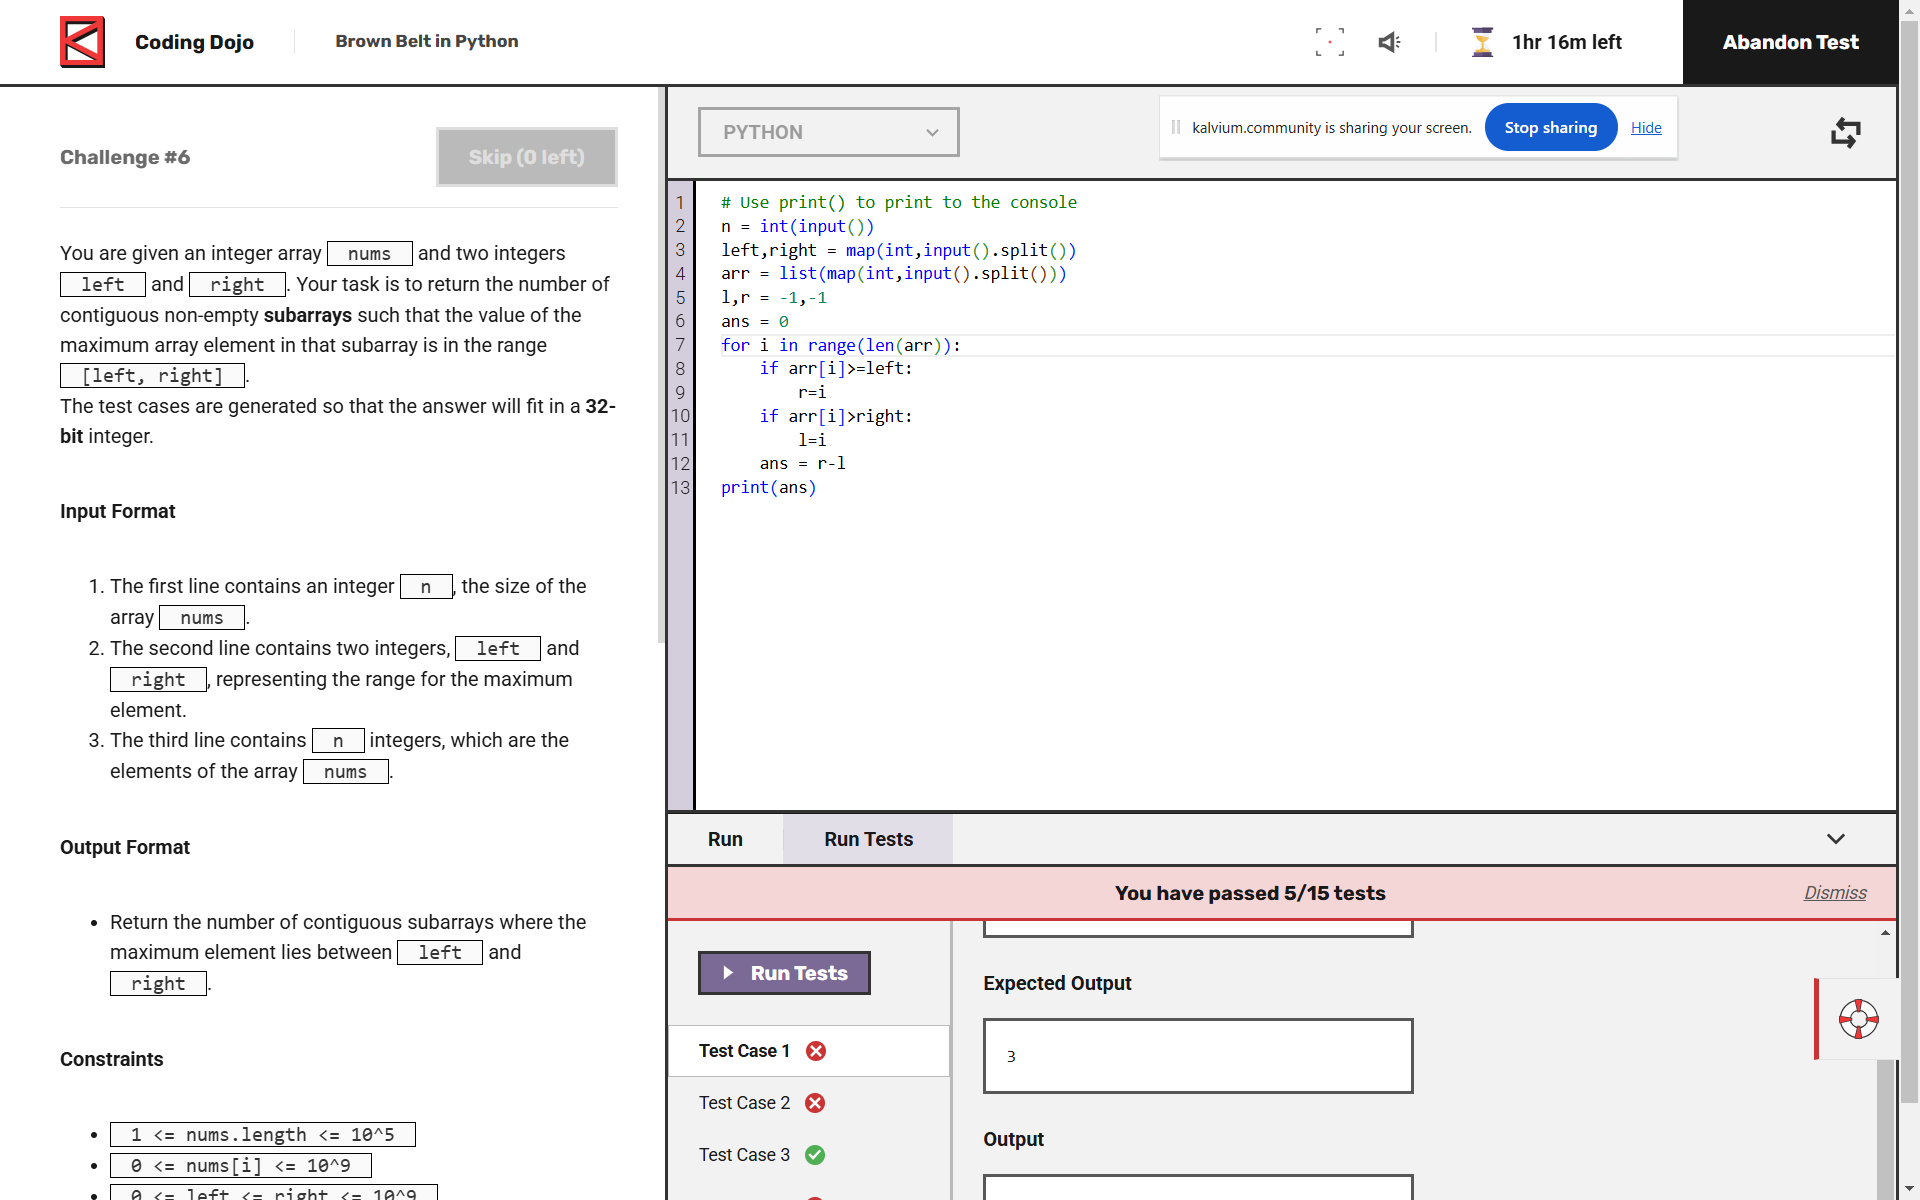 Coding Dojo
Brown Belt in Python
1hr 16m left
Abandon Test
Challenge #6
Skip (0 left)
You are given an integer array nums and two integers
left and right . Your task is to return the number of
contiguous non-empty subarrays such that the value of the
maximum array element in that subarray is in the range
[left, right] .
The test cases are generated so that the answer will fit in a 32-
bit integer.
Input Format
1. The first line contains an integer n , the size of the
array nums .
2. The second line contains two integers, left and
right , representing the range for the maximum
element.
3. The third line contains n integers, which are the
elements of the array nums .
Output Format
• Return the number of contiguous subarrays where the
maximum element lies between left and
right .
Constraints
• 1 <= nums.length <= 10^5
• 0 <= nums[i] <= 10^9
• 0 <= left <= right <= 10^9
PYTHON
kalvium.community is sharing your screen.
Stop sharing
Hide
1 # Use print() to print to the console
2 n = int(input())
3 left,right = map(int,input().split())
4 arr = list(map(int,input().split()))
5 l,r = -1,-1
6 ans = 0
7 for i in range(len(arr)):
8 if arr[i]>=left:
9 r=i
10 if arr[i]>right:
11 l=i
12 ans = r-l
13 print(ans)
Run
Run Tests
You have passed 5/15 tests
Dismiss
Run Tests
Test Case 1
Test Case 2
Test Case 3
Expected Output
3
Output